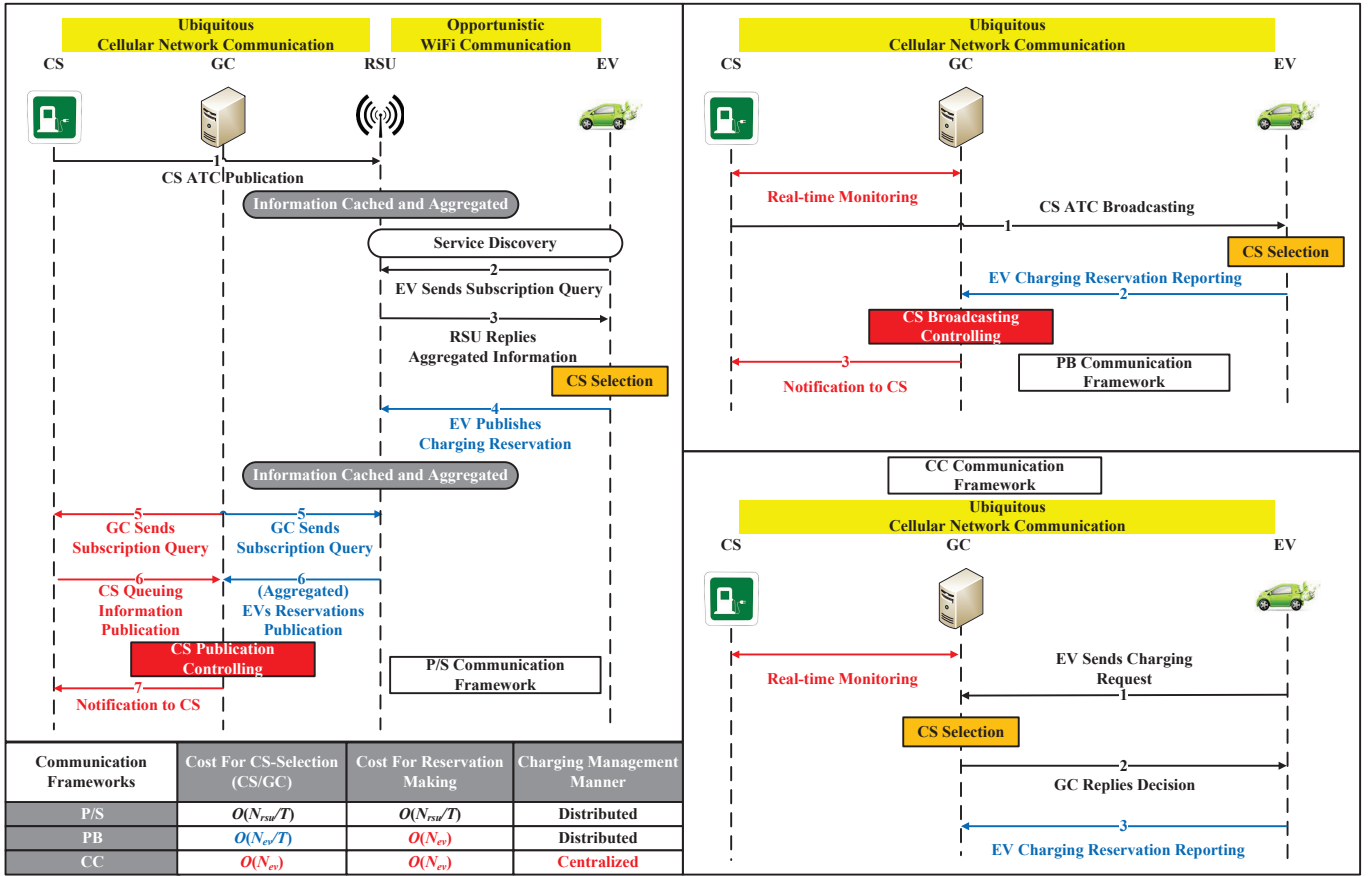 Ubiquitous
Cellular Network Communication
Opportunistic
WiFi Communication
CS
GC
RSU
EV
1
CS ATC Publication
Information Cached and Aggregated
Service Discovery
2
EV Sends Subscription Query
3
RSU Replies
Aggregated Information
CS Selection
4
EV Publishes
Charging Reservation
Information Cached and Aggregated
5
GC Sends
Subscription Query
5
GC Sends
Subscription Query
6
CS Queuing
Information
Publication
6
(Aggregated)
EVs Reservations
Publication
CS Publication
Controlling
P/S Communication
Framework
7
Notification to CS
Communication
Frameworks
Cost For CS-Selection
(CS/GC)
Cost For Reservation
Making
Charging Management
Manner
P/S
O(Nrsu/T)
O(Nrsu/T)
Distributed
PB
O(Nev/T)
O(Nev)
Distributed
CC
O(Nev)
O(Nev)
Centralized
Ubiquitous
Cellular Network Communication
CS
GC
EV
Real-time Monitoring
CS ATC Broadcasting
1
CS Selection
EV Charging Reservation Reporting
2
CS Broadcasting
Controlling
3
Notification to CS
PB Communication
Framework
CC Communication
Framework
Ubiquitous
Cellular Network Communication
CS
GC
EV
Real-time Monitoring
EV Sends Charging
Request
1
CS Selection
2
GC Replies Decision
3
EV Charging Reservation Reporting